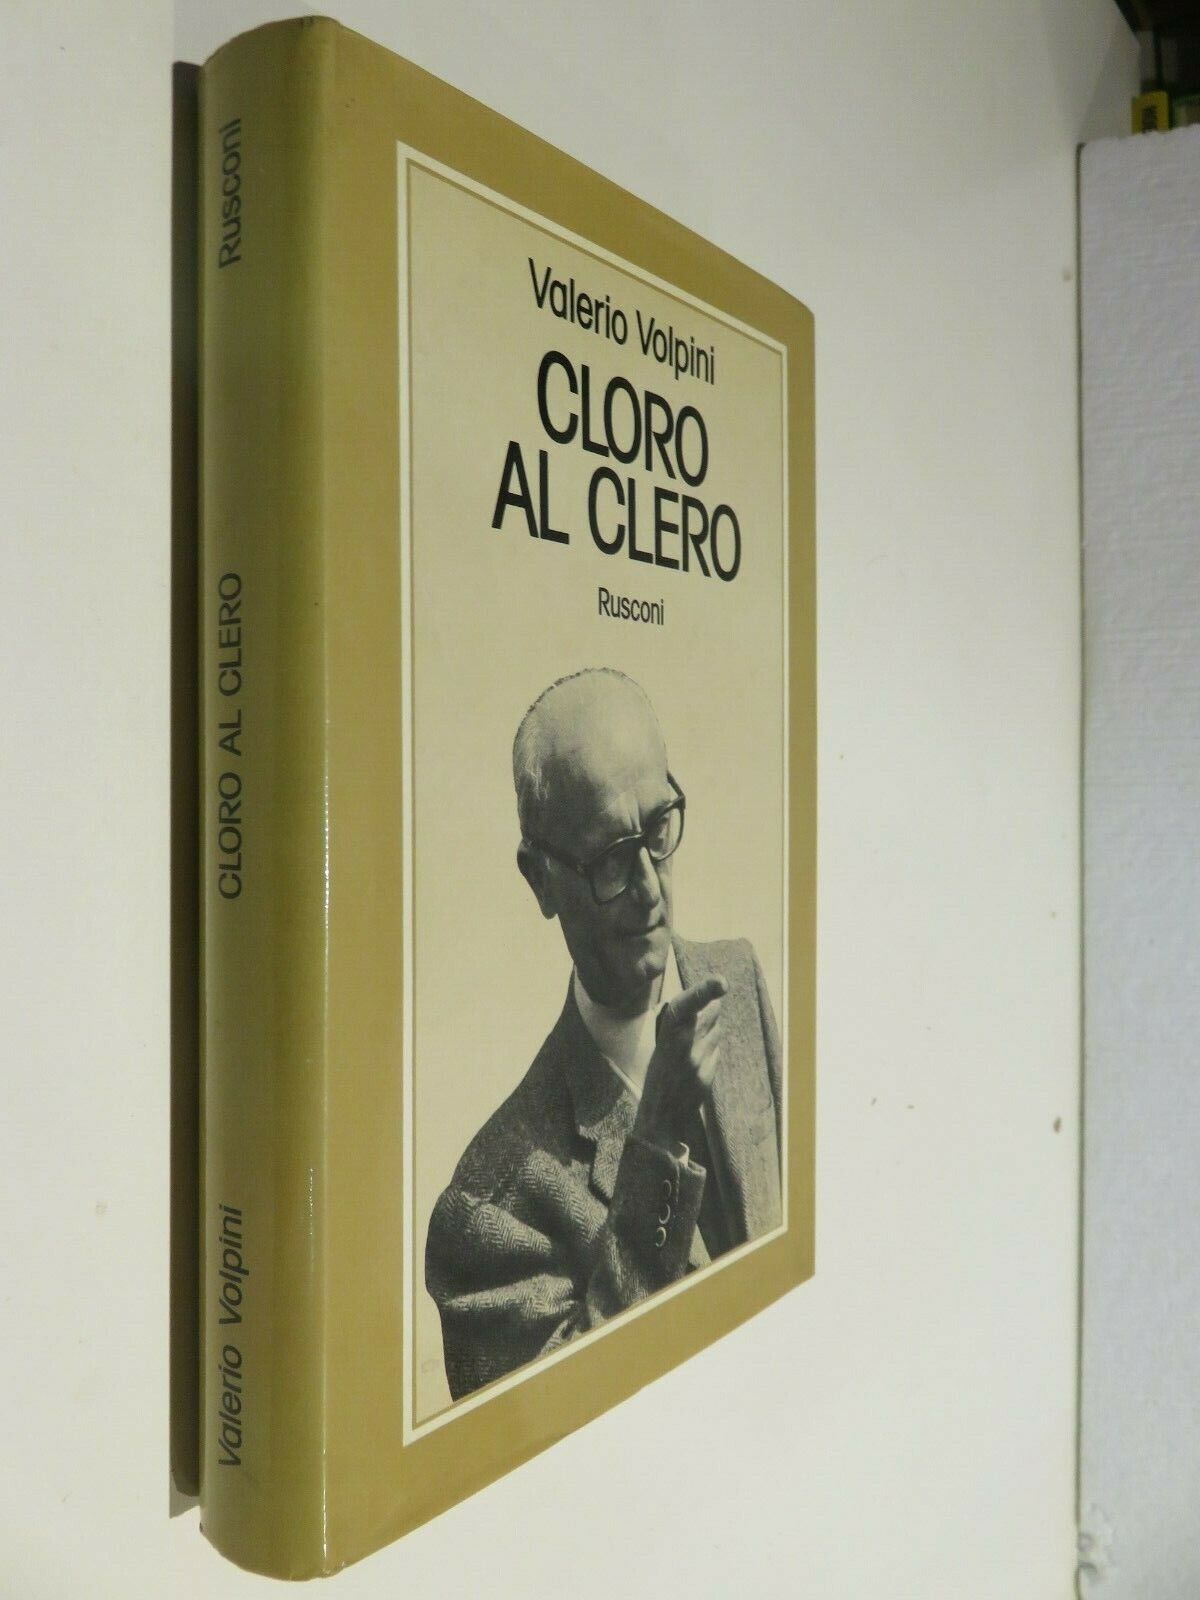 Valerio Volpini
CLORO
AL CLERO
Rusconi
Valerio Volpini
CLORO AL CLERO
Rusconi